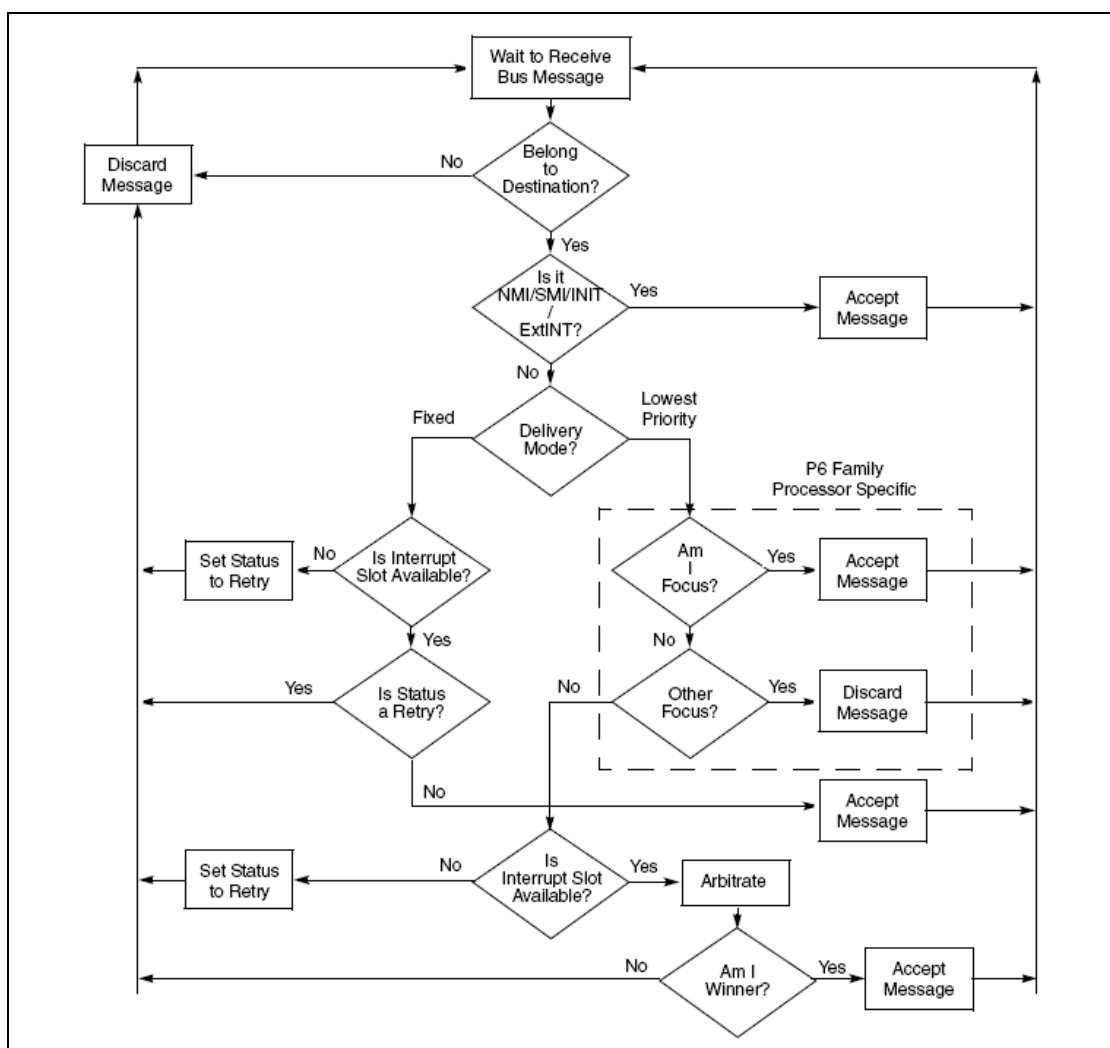 Wait to Receive
Bus Message
Discard
Message
No
Belong
to
Destination?
Yes
Is it
NMI/SMI/INIT
/
ExtINT?
Yes
Accept
Message
No
Fixed
Delivery
Mode?
Lowest
Priority
P6 Family
Processor Specific
Set Status
to Retry
No
Is Interrupt
Slot Available?
Am
I
Focus?
Yes
Accept
Message
Yes
No
Yes
Is Status
a Retry?
No
Other
Focus?
Yes
Discard
Message
No
Accept
Message
Set Status
to Retry
No
Is
Interrupt Slot
Available?
Yes
Arbitrate
No
Am I
Winner?
Yes
Accept
Message